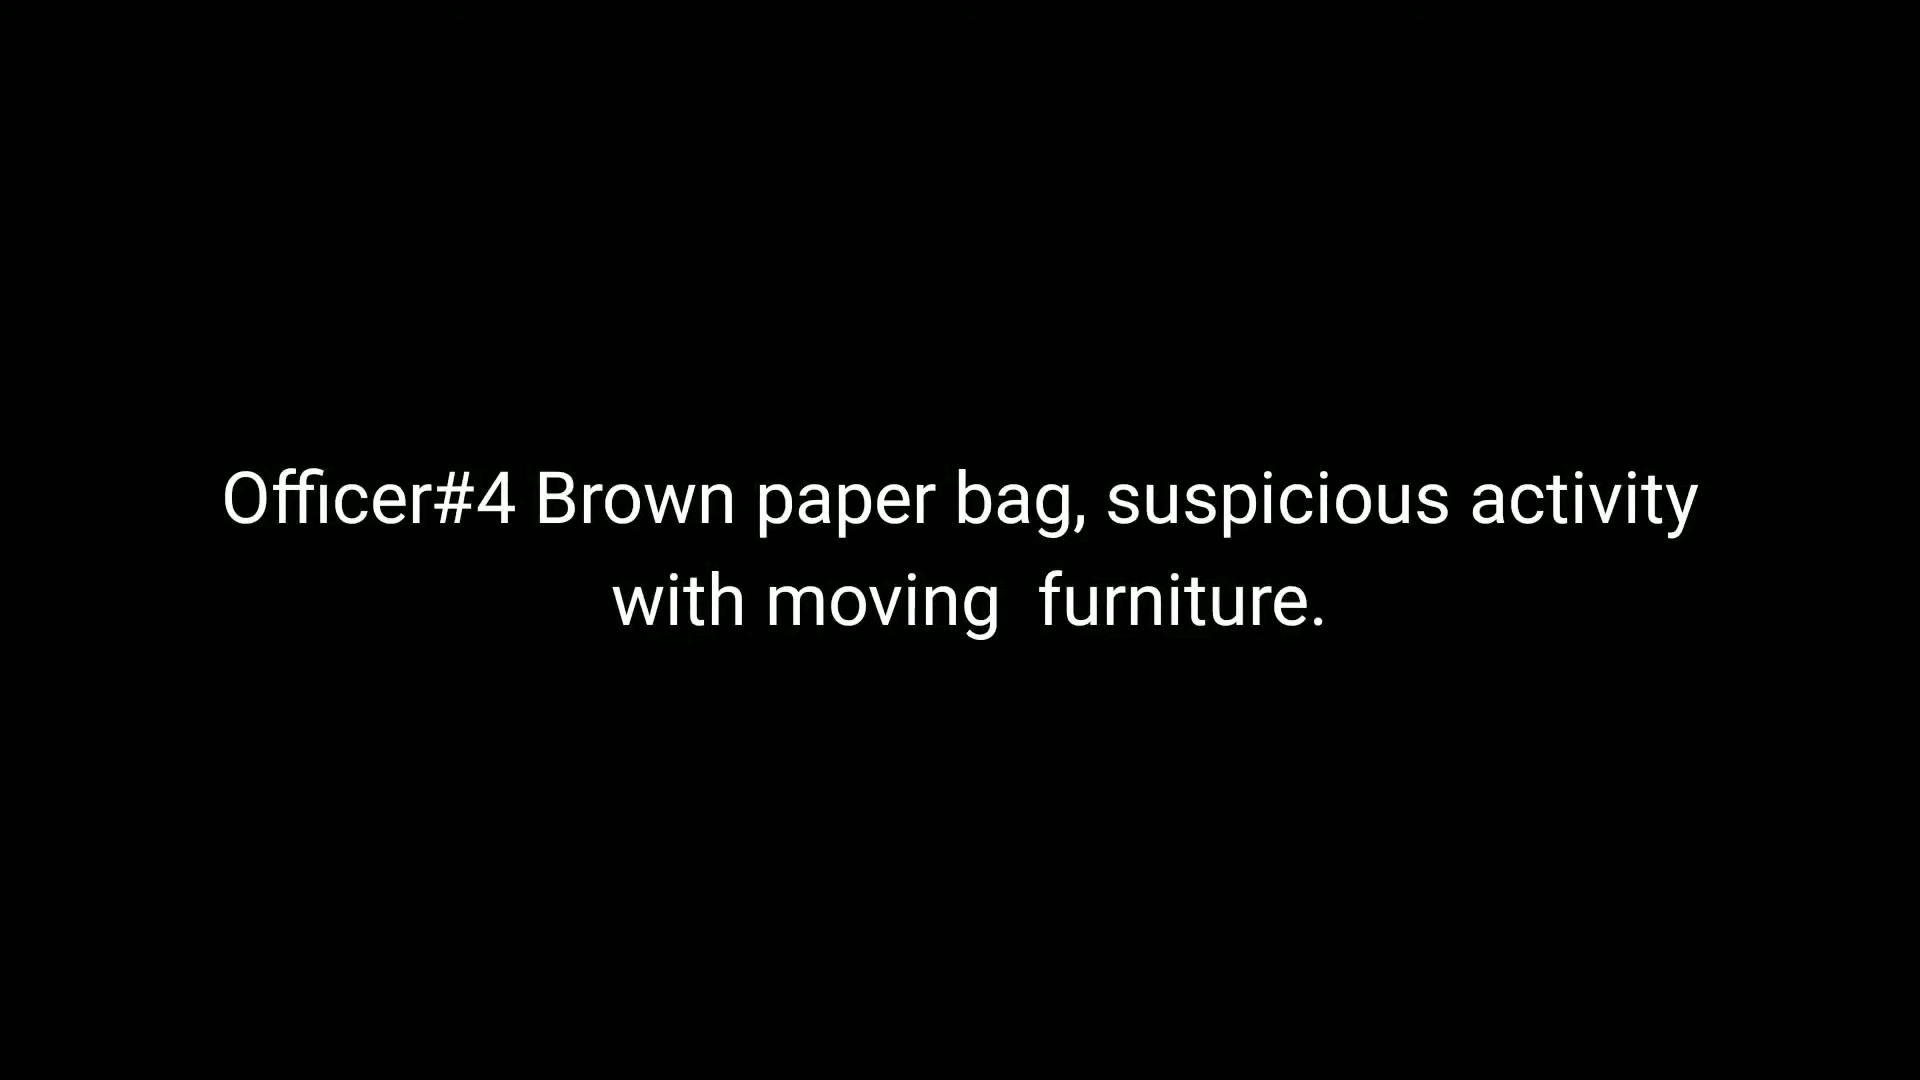 Officer#4 Brown paper bag, suspicious activity
with moving  furniture.